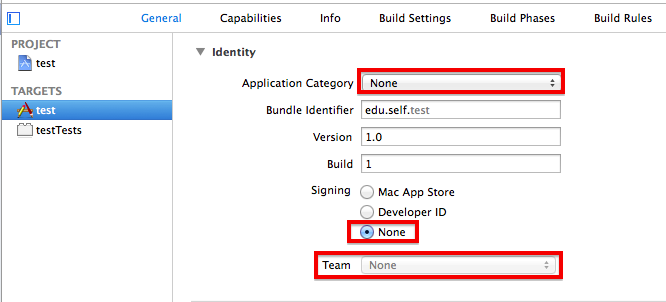 General Capabilities Info Build Settings Build Phases Build Rules
PROJECT
test
TARGETS
test
testTests
Identity
Application Category None
Bundle Identifier edu.self.test
Version 1.0
Build 1
Signing Mac App Store
Developer ID
None
Team None